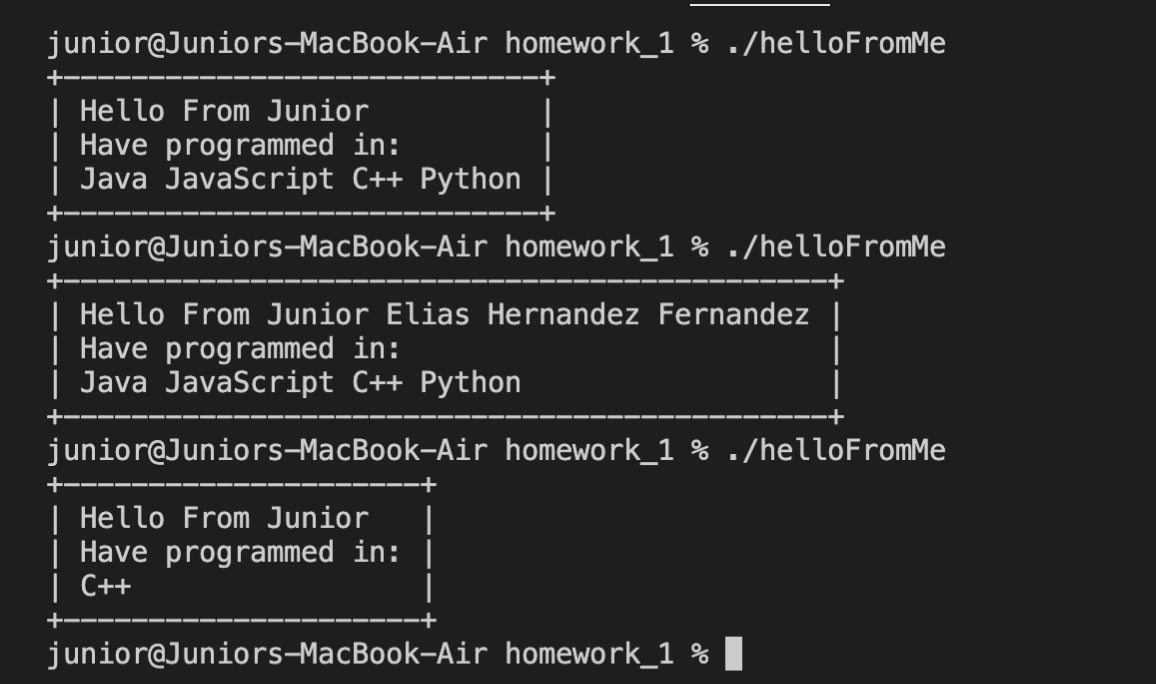 junior@Juniors-MacBook-Air homework_1 % ./helloFromMe
+----------------------------+
| Hello From Junior          |
| Have programmed in:        |
| Java JavaScript C++ Python |
+----------------------------+
junior@Juniors-MacBook-Air homework_1 % ./helloFromMe
+---------------------------------------------+
| Hello From Junior Elias Hernandez Fernandez |
| Have programmed in:                         |
| Java JavaScript C++ Python                  |
+---------------------------------------------+
junior@Juniors-MacBook-Air homework_1 % ./helloFromMe
+---------------------+
| Hello From Junior   |
| Have programmed in: |
| C++                 |
+---------------------+
junior@Juniors-MacBook-Air homework_1 %